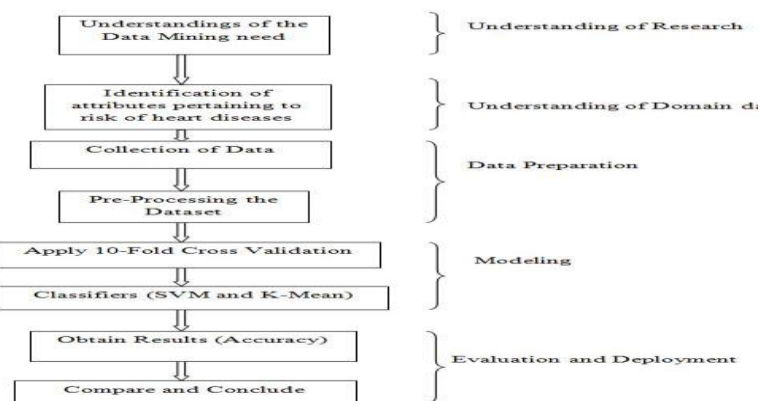 Understandings of the
Data Mining need
Understanding of Research
Identification of
attributes pertaining to
risk of heart diseases
Understanding of Domain da
Collection of Data
Data Preparation
Pre-Processing the
Dataset
Apply 10-Fold Cross Validation
Modeling
Classifiers (SVM and K-Mean)
Obtain Results (Accuracy)
Evaluation and Deployment
Compare and Conclude